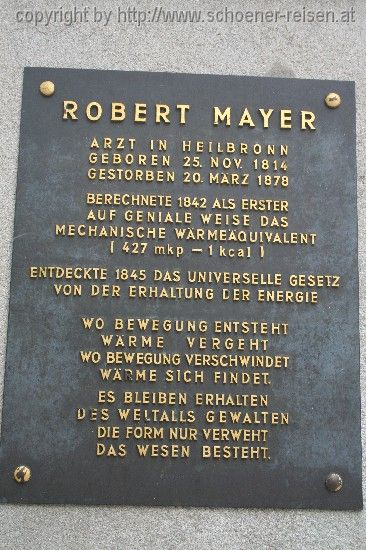 copyright by http://www.schoener-reisen.at
ROBERT MAYER
ARZT IN HEILBRONN
GEBOREN 25. NOV. 1814
GESTORBEN 20. MÄRZ 1878
BERECHNETE 1842 ALS ERSTER
AUF GENIALE WEISE DAS
MECHANISCHE WÄRMEÄQUIVALENT
( 427 mkp – 1 kcal )
ENTDECKTE 1845 DAS UNIVERSELLE GESETZ
VON DER ERHALTUNG DER ENERGIE
WO BEWEGUNG ENTSTEHT
WÄRME VERGEHT
WO BEWEGUNG VERSCHWINDET
WÄRME SICH FINDET.
ES BLEIBEN ERHALTEN
DES WELTALLS GEWALTEN
DIE FORM NUR VERWEHT
DAS WESEN BESTEHT.